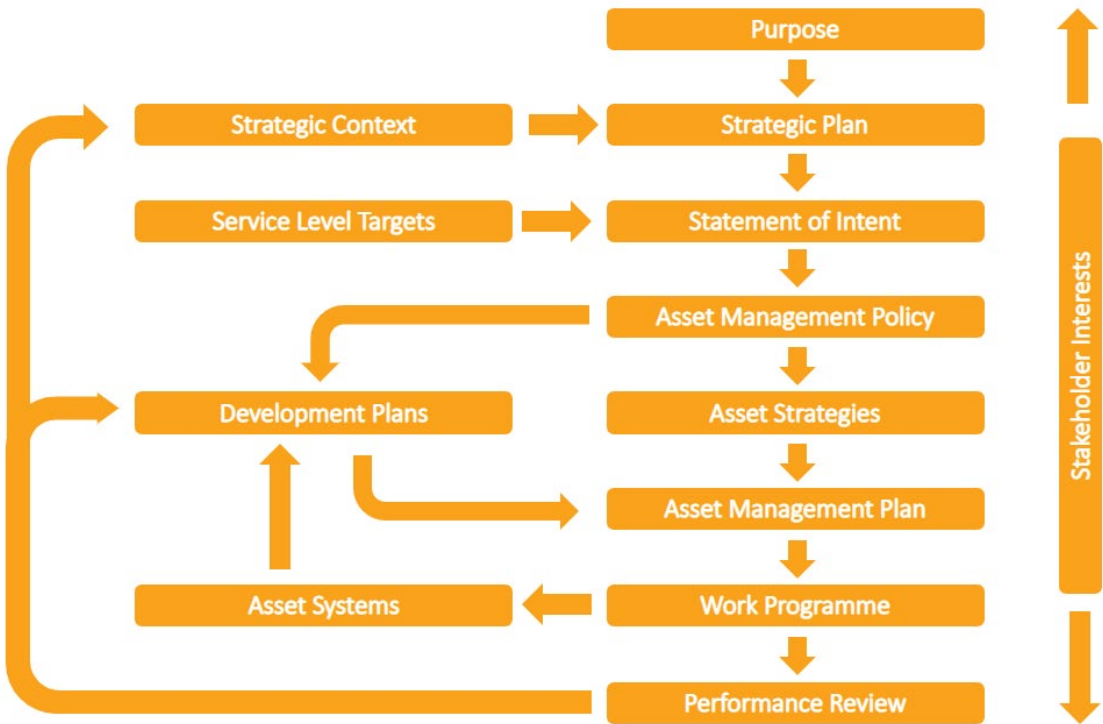 Purpose
Strategic Context
Strategic Plan
Service Level Targets
Statement of Intent
Asset Management Policy
Development Plans
Asset Strategies
Asset Management Plan
Asset Systems
Work Programme
Performance Review
Stakeholder Interests